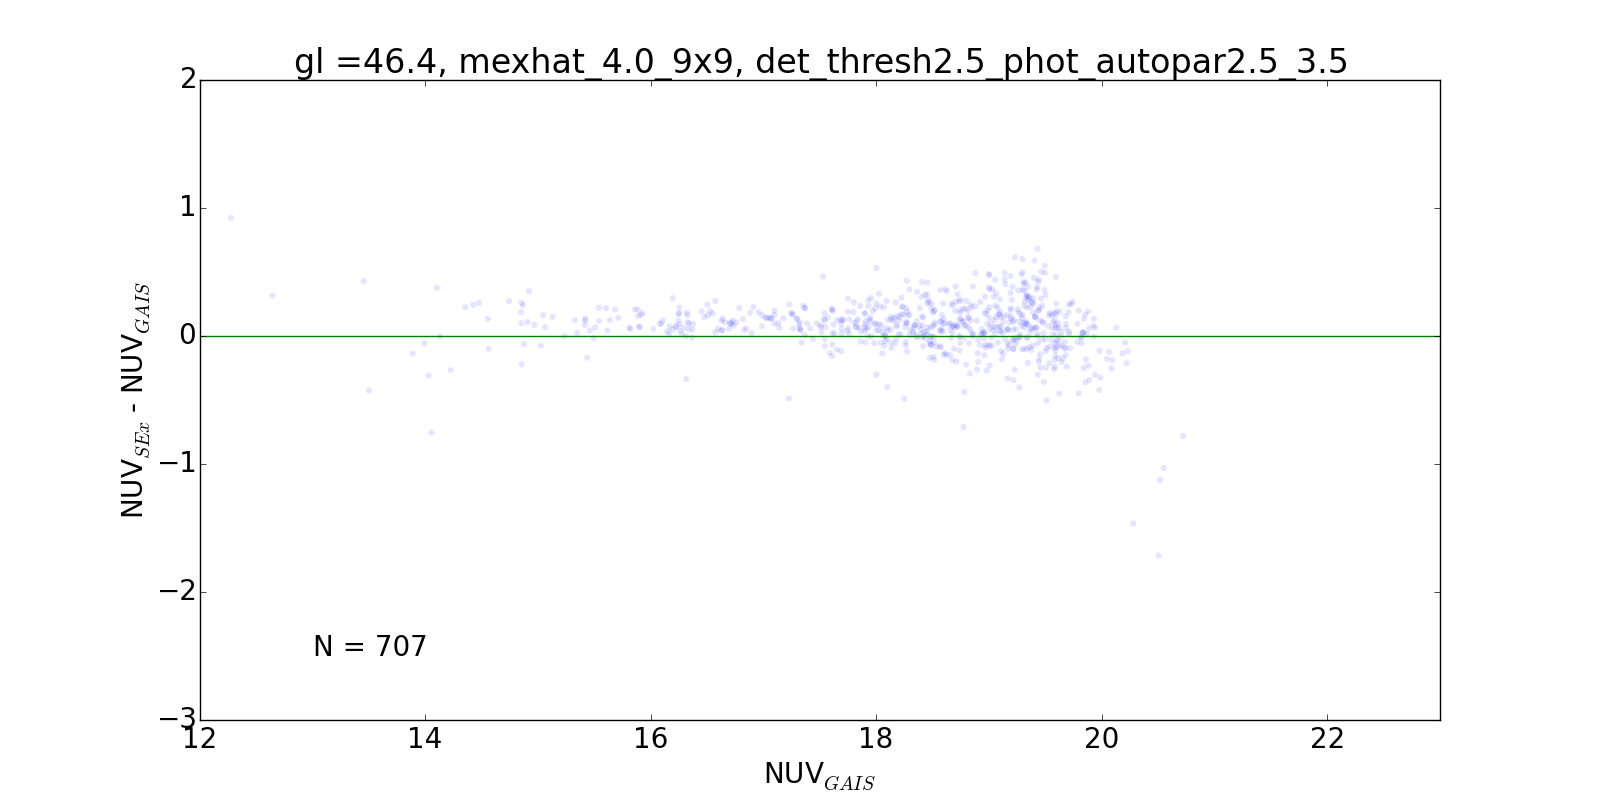 gl =46.4, mexhat_4.0_9x9, det_thresh2.5_phot_autopar2.5_3.5
2
1
0
−1
−2
−3
NUV_SEx - NUV_GAIS
N = 707
12 14 16 18 20 22
NUV_GAIS